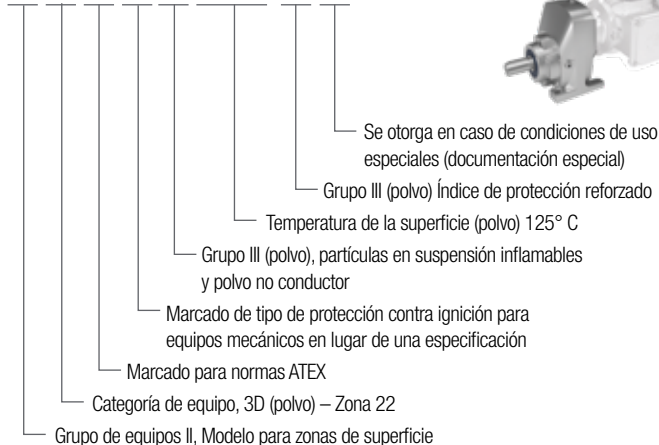 Se otorga en caso de condiciones de uso
especiales (documentación especial)
Grupo III (polvo) Índice de protección reforzado
Temperatura de la superficie (polvo) 125° C
Grupo III (polvo), partículas en suspensión inflamables
y polvo no conductor
Marcado de tipo de protección contra ignición para
equipos mecánicos en lugar de una especificación
Marcado para normas ATEX
Categoría de equipo, 3D (polvo) – Zona 22
Grupo de equipos II, Modelo para zonas de superficie